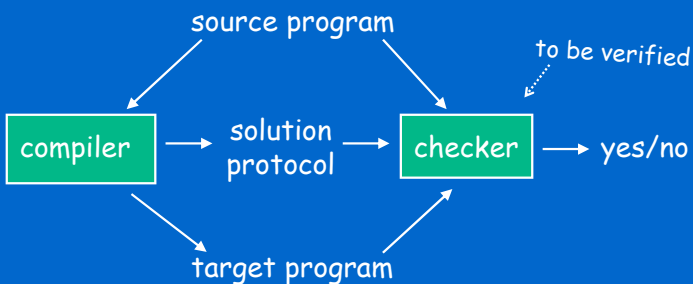 source program
to be verified
compiler
solution
protocol
checker
yes/no
target program